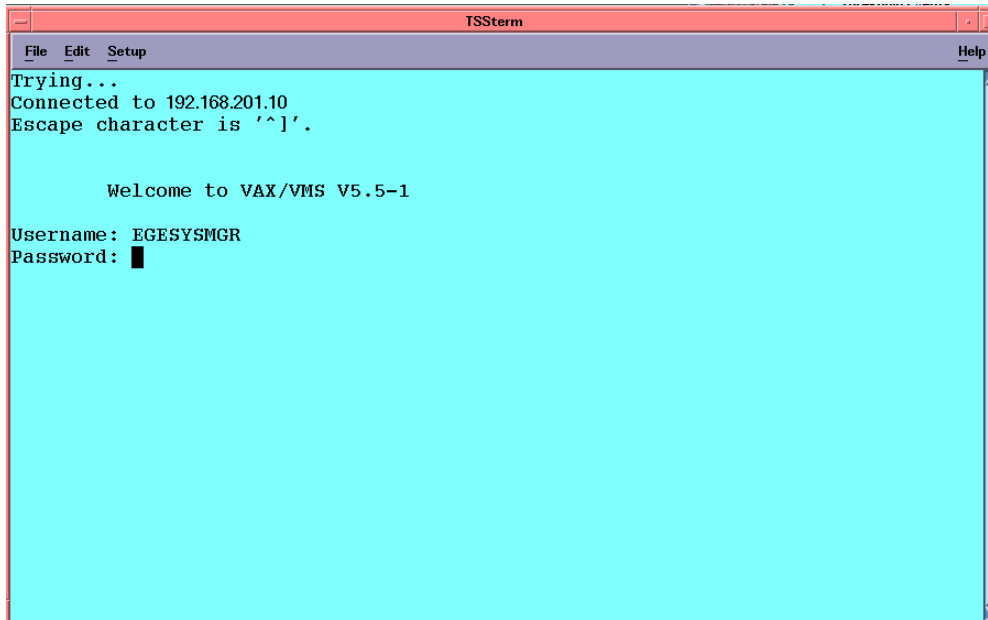 TSSterm
File Edit Setup Help
Trying...
Connected to 192.168.201.10
Escape character is '^]'.
Welcome to VAX/VMS V5.5-1
Username: EGESYSMGR
Password: